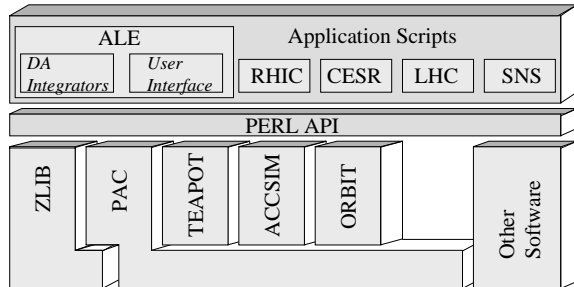 ALE
Application Scripts
DA
Integrators
User
Interface
RHIC
CESR
LHC
SNS
PERL API
ZLIB
PAC
TEAPOT
ACCSIM
ORBIT
Other
Software